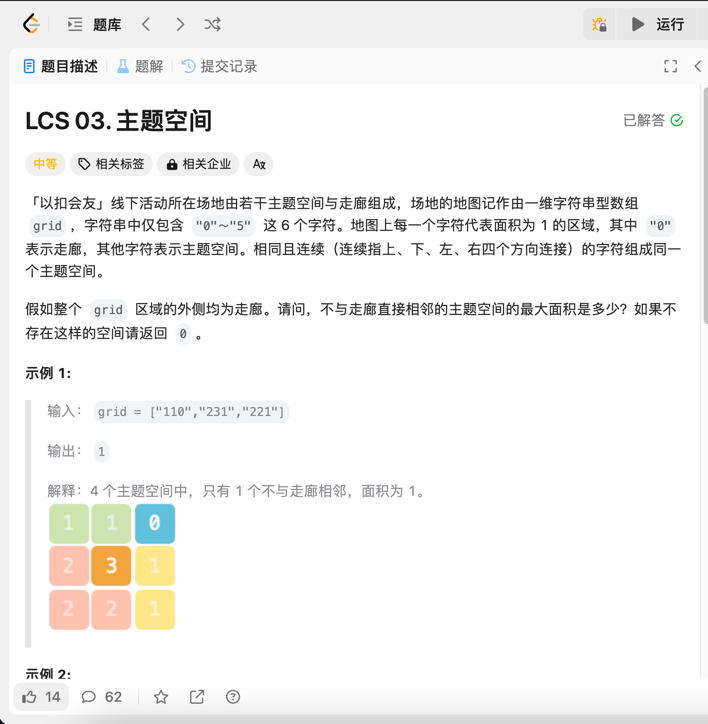 题库
运行
题目描述 题解 提交记录
LCS 03. 主题空间
已解答
中等 相关标签 相关企业 Aあ
「以扣会友」线下活动所在场地由若干主题空间与走廊组成，场地的地图记作由一维字符串型数组
grid ，字符串中仅包含 "0"～"5" 这 6 个字符。地图上每一个字符代表面积为 1 的区域，其中 "0"
表示走廊，其他字符表示主题空间。相同且连续（连续指上、下、左、右四个方向连接）的字符组成同一
个主题空间。
假如整个 grid 区域的外侧均为走廊。请问，不与走廊直接相邻的主题空间的最大面积是多少？如果不
存在这样的空间请返回 0 。
示例 1:
输入： grid = ["110","231","221"]
输出： 1
解释：4 个主题空间中，只有 1 个不与走廊相邻，面积为 1。
1 1 0
2 3 1
2 2 1
示例 2:
14 62